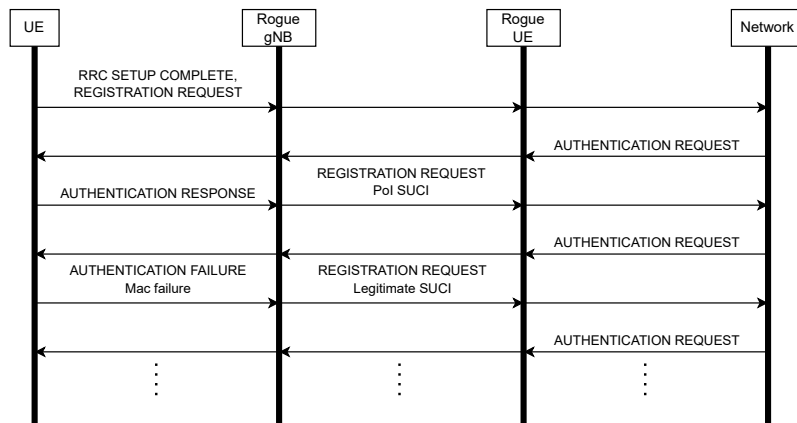 UE
Rogue
gNB
Rogue
UE
Network
RRC SETUP COMPLETE,
REGISTRATION REQUEST
AUTHENTICATION REQUEST
REGISTRATION REQUEST
PoI SUCI
AUTHENTICATION RESPONSE
AUTHENTICATION REQUEST
AUTHENTICATION FAILURE
Mac failure
REGISTRATION REQUEST
Legitimate SUCI
AUTHENTICATION REQUEST